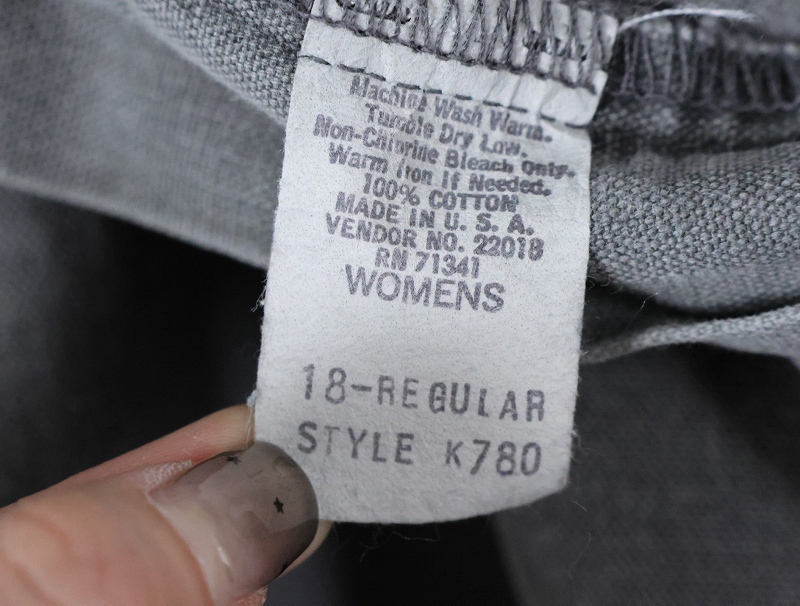 Machine Wash Warm.
Tumble Dry Low.
Non-Chlorine Bleach Only.
Warm Iron If Needed.
100% COTTON
MADE IN U. S. A.
VENDOR NO. 22018
RN 71341
WOMENS
18-REGULAR
STYLE K780